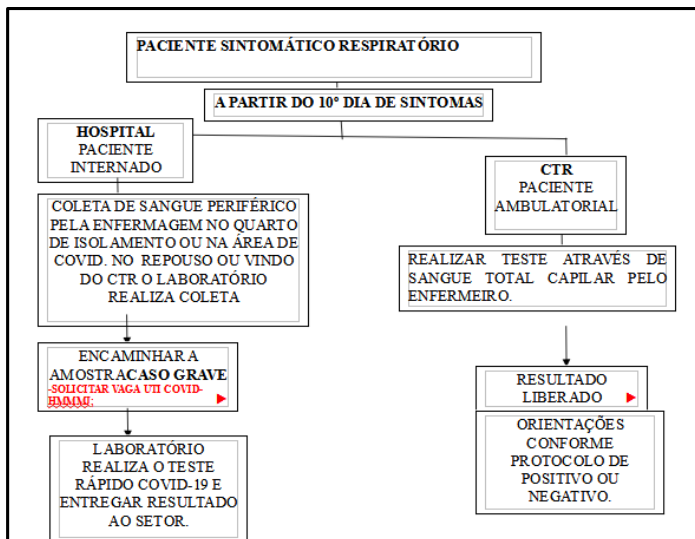 PACIENTE SINTOMÁTICO RESPIRATÓRIO
A PARTIR DO 10º DIA DE SINTOMAS
HOSPITAL
PACIENTE
INTERNADO
CTR
PACIENTE
AMBULATORIAL
COLETA DE SANGUE PERIFÉRICO
PELA ENFERMAGEM NO QUARTO
DE ISOLAMENTO OU NA ÁREA DE
COVID. NO REPOUSO OU VINDO
DO CTR O LABORATÓRIO
REALIZA COLETA
REALIZAR TESTE ATRAVÉS DE
SANGUE TOTAL CAPILAR PELO
ENFERMEIRO.
ENCAMINHAR A
AMOSTRACASO GRAVE
-SOLICITAR VAGA UTI COVID-
RESULTADO
LIBERADO
LABORATÓRIO
REALIZA O TESTE
RÁPIDO COVID-19 E
ENTREGAR RESULTADO
AO SETOR.
ORIENTAÇÕES
CONFORME
PROTOCOLO DE
POSITIVO OU
NEGATIVO.